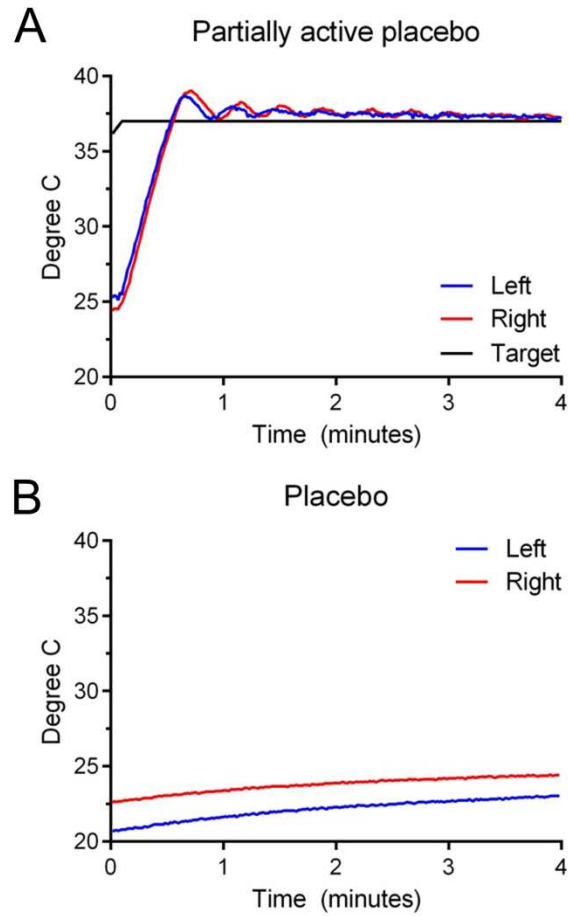 A
Partially active placebo
40
35
30
25
20
Degree C
Left
Right
Target
0 1 2 3 4
Time (minutes)
B
Placebo
40
35
30
25
20
Degree C
Left
Right
0 1 2 3 4
Time (minutes)